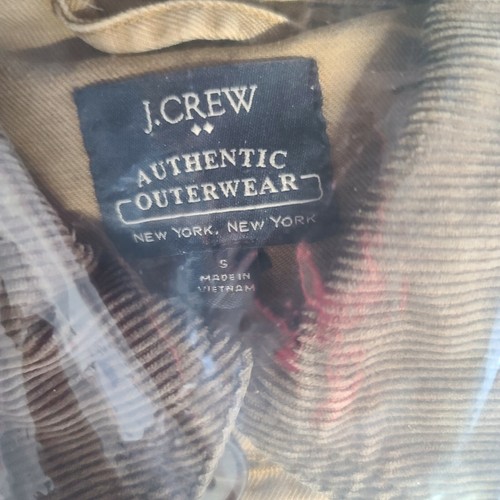 J.CREW
AUTHENTIC
OUTERWEAR
NEW YORK, NEW YORK
S
MADE IN
VIETNAM